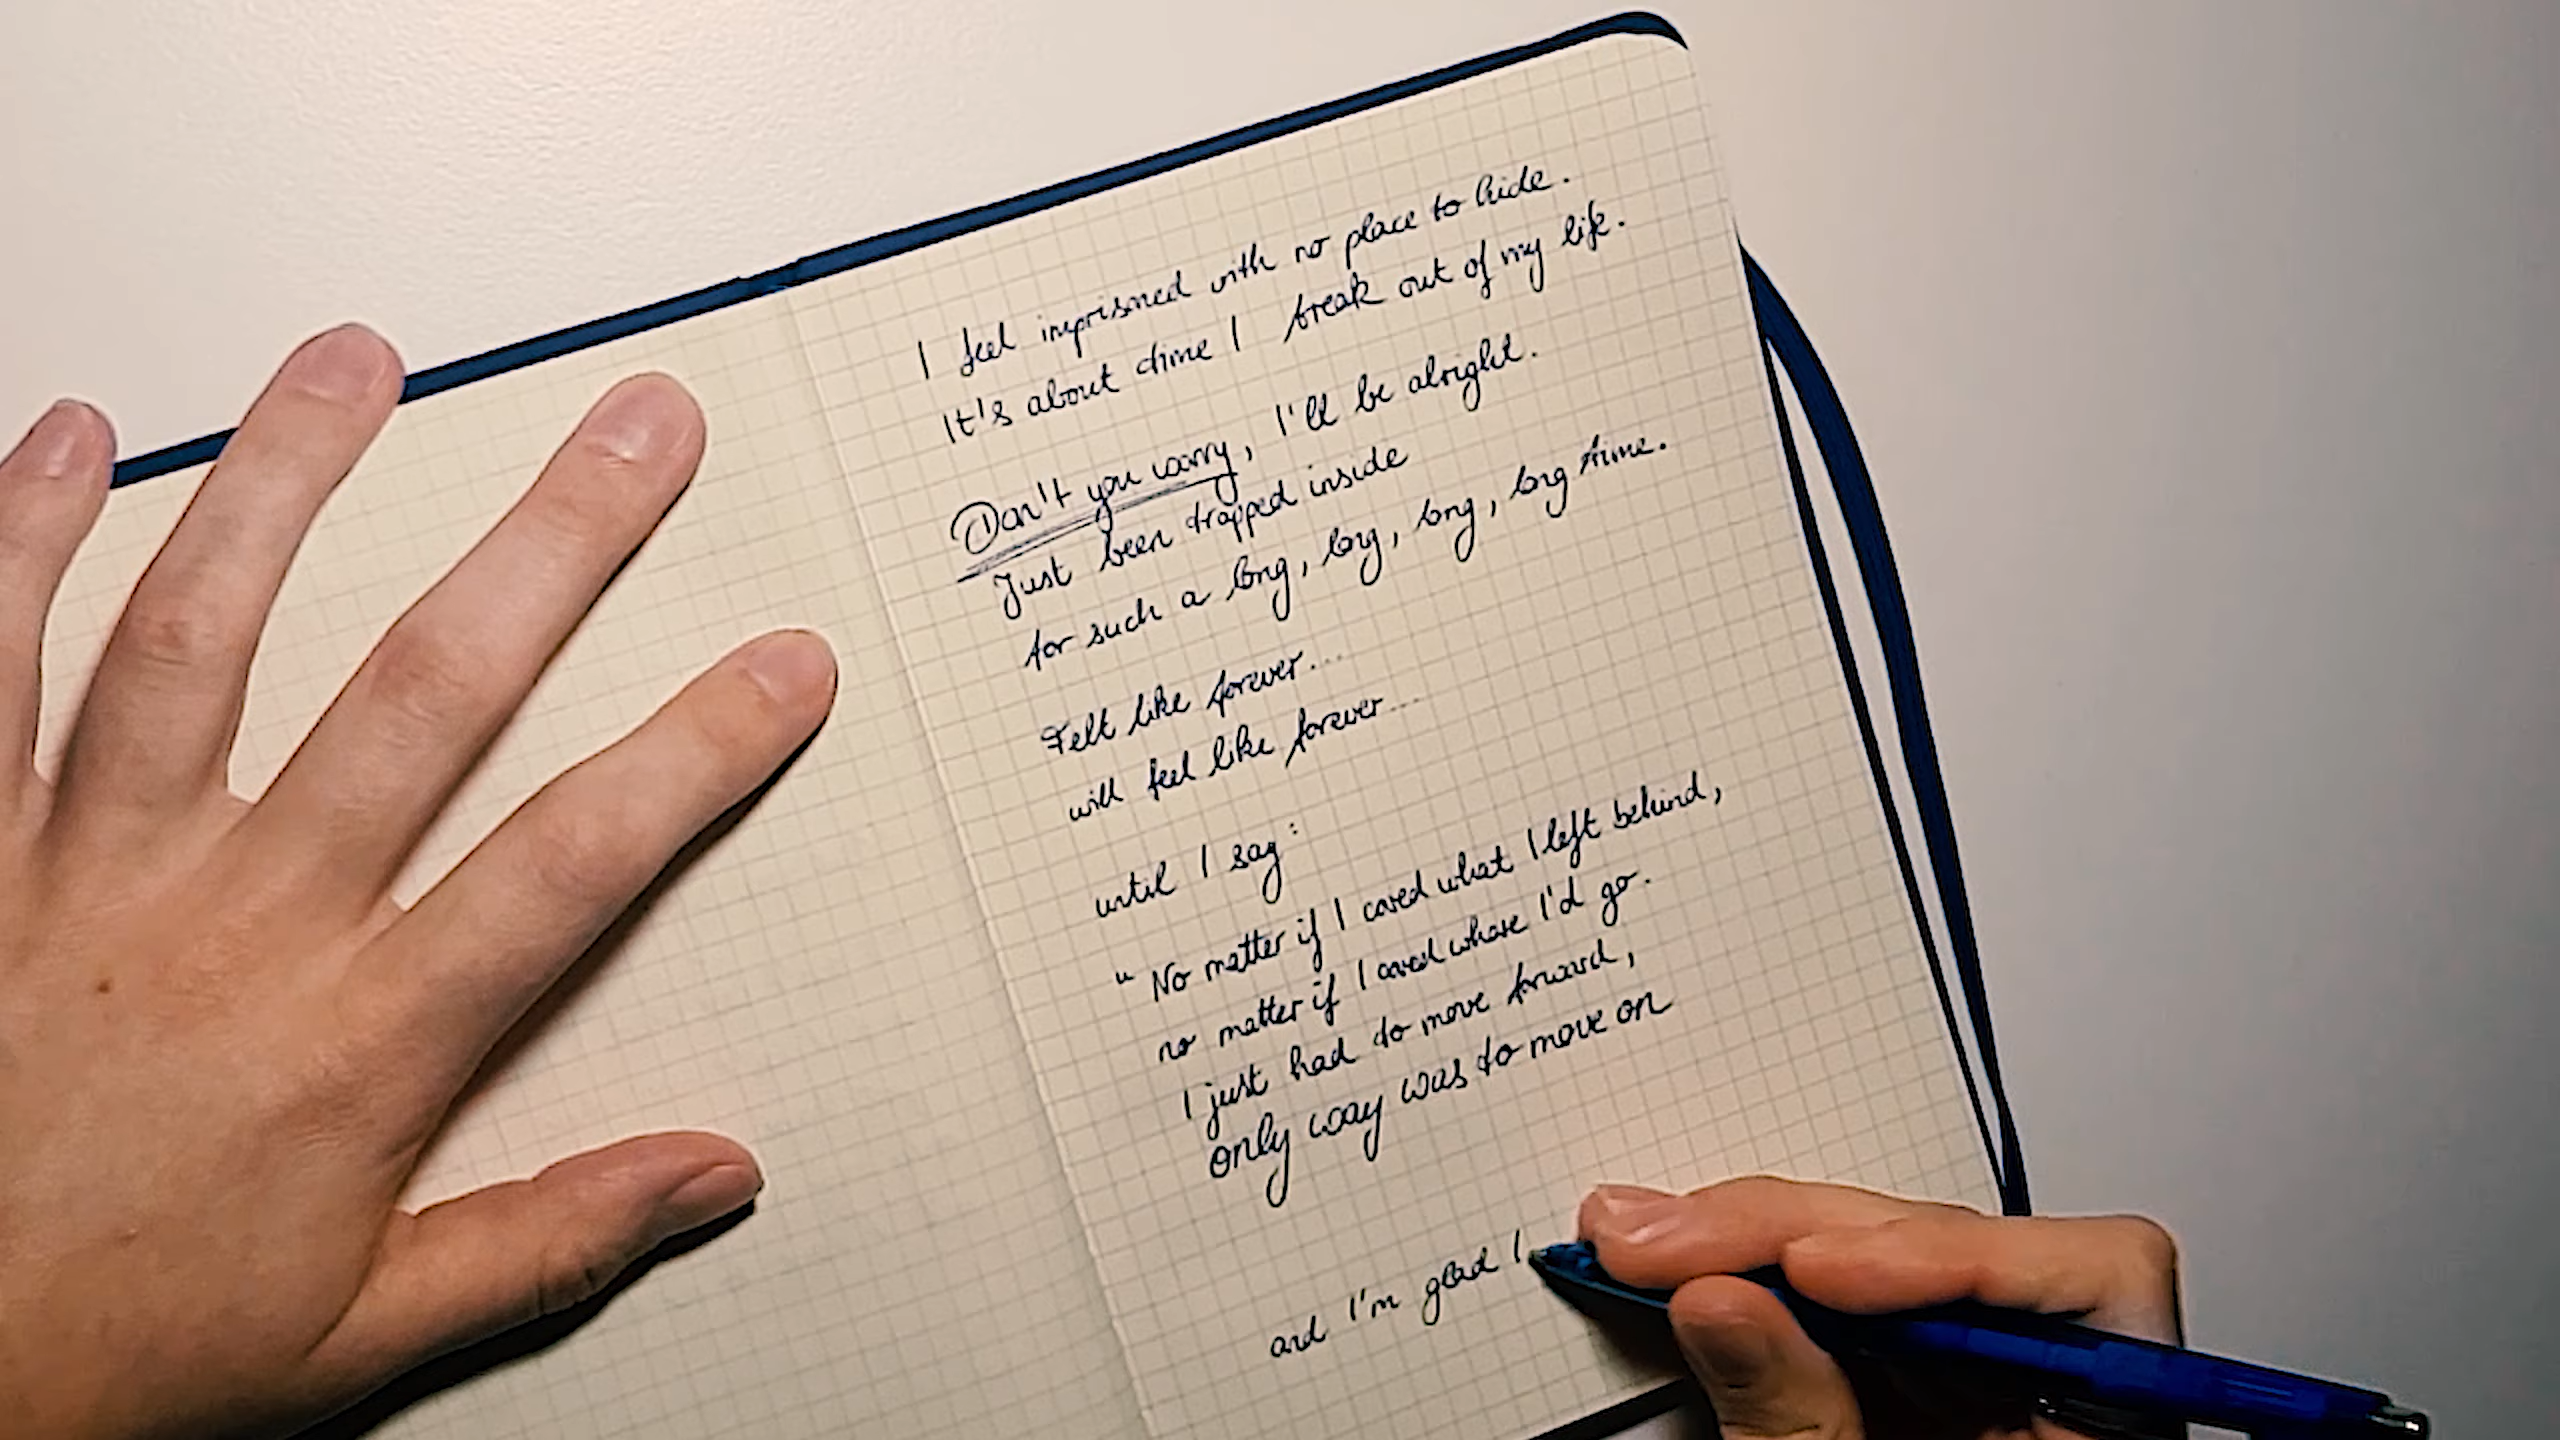 I feel imprisoned with no place to hide.
It's about time I break out of my life.
Don't you worry, I'll be alright.
Just been trapped inside
for such a long, long, long, long time.
Felt like forever...
will feel like forever...
until I say:
"No matter if I cared what I left behind,
no matter if I cared where I'd go.
I just had to move forward,
only way was to move on
and I'm glad I